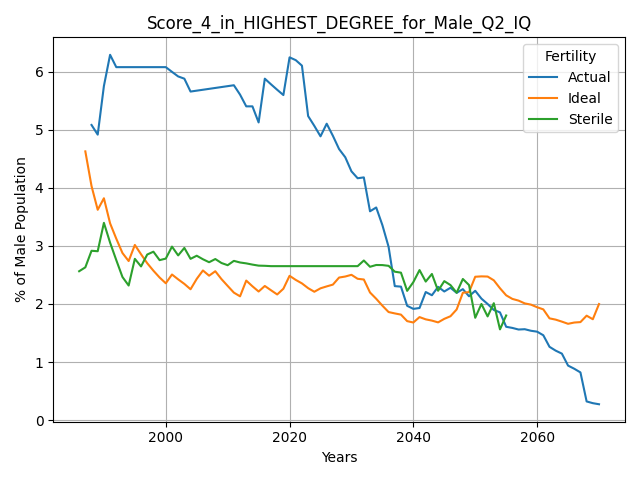 Score_4_in_HIGHEST_DEGREE_for_Male_Q2_IQ
Fertility
Actual
Ideal
Sterile
% of Male Population
6
5
4
3
2
1
0
2000
2020
2040
2060
Years